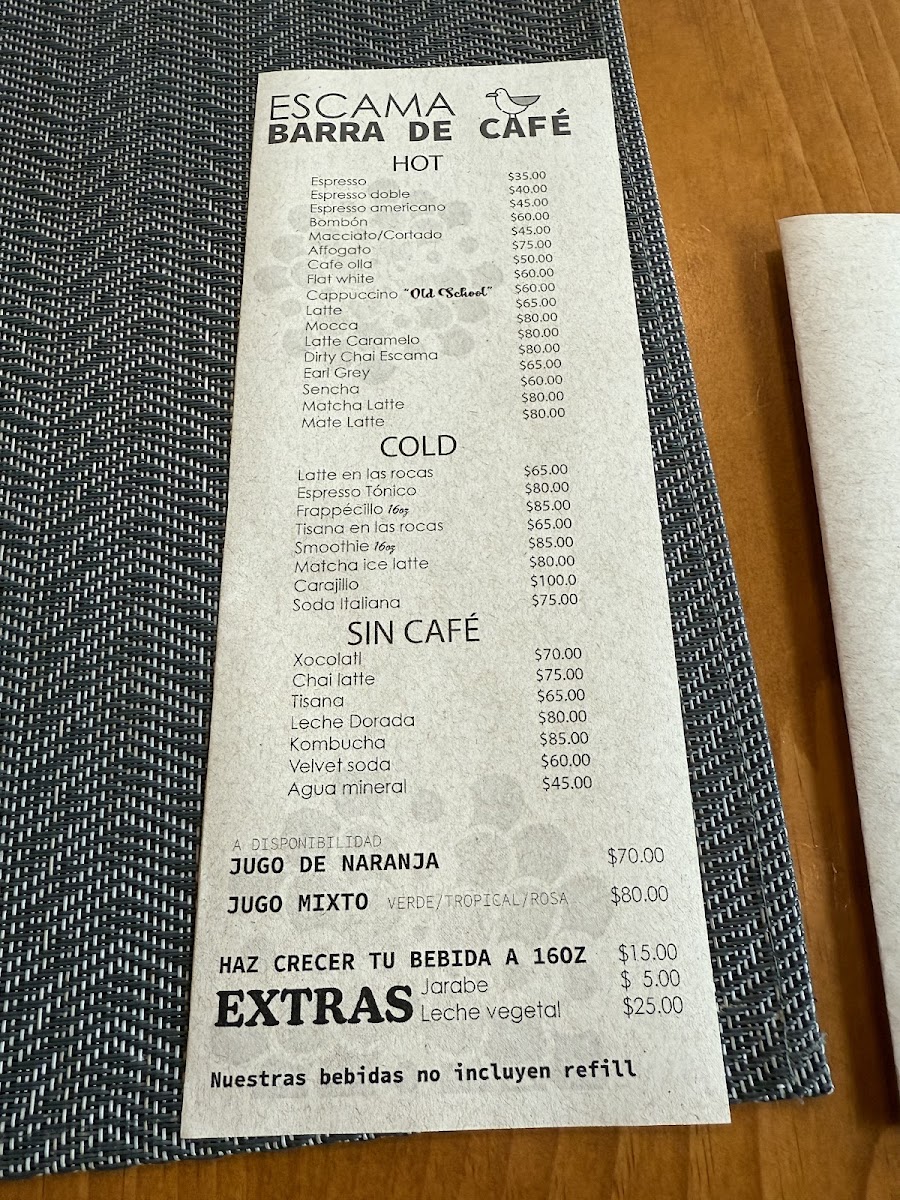 ESCAMA
BARRA DE CAFÉ
HOT
Espresso $35.00
Espresso doble $40.00
Espresso americano $45.00
Bombón $60.00
Macciato/Cortado $45.00
Affogato $75.00
Cafe olla $50.00
Flat white $60.00
Cappuccino "Old School" $60.00
Latte $65.00
Mocca $80.00
Latte Caramelo $80.00
Dirty Chai Escama $80.00
Earl Grey $65.00
Sencha $60.00
Matcha Latte $80.00
Mate Latte $80.00
COLD
Latte en las rocas $65.00
Espresso Tónico $80.00
Frappécillo 16oz $85.00
Tisana en las rocas $65.00
Smoothie 16oz $85.00
Matcha ice latte $80.00
Carajillo $100.0
Soda Italiana $75.00
SIN CAFÉ
Xocolatl $70.00
Chai latte $75.00
Tisana $65.00
Leche Dorada $80.00
Kombucha $85.00
Velvet soda $60.00
Agua mineral $45.00
A DISPONIBILIDAD
JUGO DE NARANJA $70.00
JUGO MIXTO VERDE/TROPICAL/ROSA $80.00
HAZ CRECER TU BEBIDA A 16OZ $15.00
EXTRAS Jarabe $ 5.00
Leche vegetal $25.00
Nuestras bebidas no incluyen refill